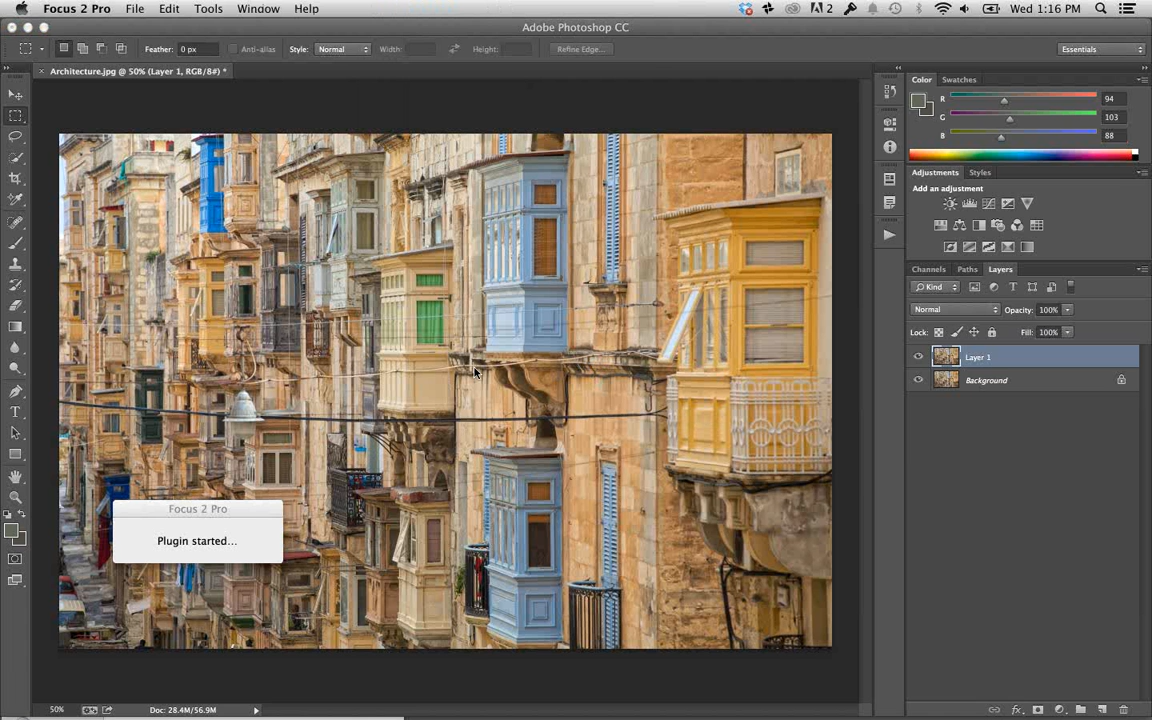 Focus 2 Pro File Edit Tools Window Help 2 Wed 1:16 PM
Adobe Photoshop CC
Feather: 0 px Anti-alias Style: Normal Width: Height: Refine Edge... Essentials
Architecture.jpg @ 50% (Layer 1, RGB/8#) *
Color Swatches
R 94
G 103
B 88
Adjustments Styles
Add an adjustment
Channels Paths Layers
Kind
Normal Opacity: 100%
Lock: Fill: 100%
Layer 1
Background
Focus 2 Pro
Plugin started...
50% Doc: 28.4M/56.9M